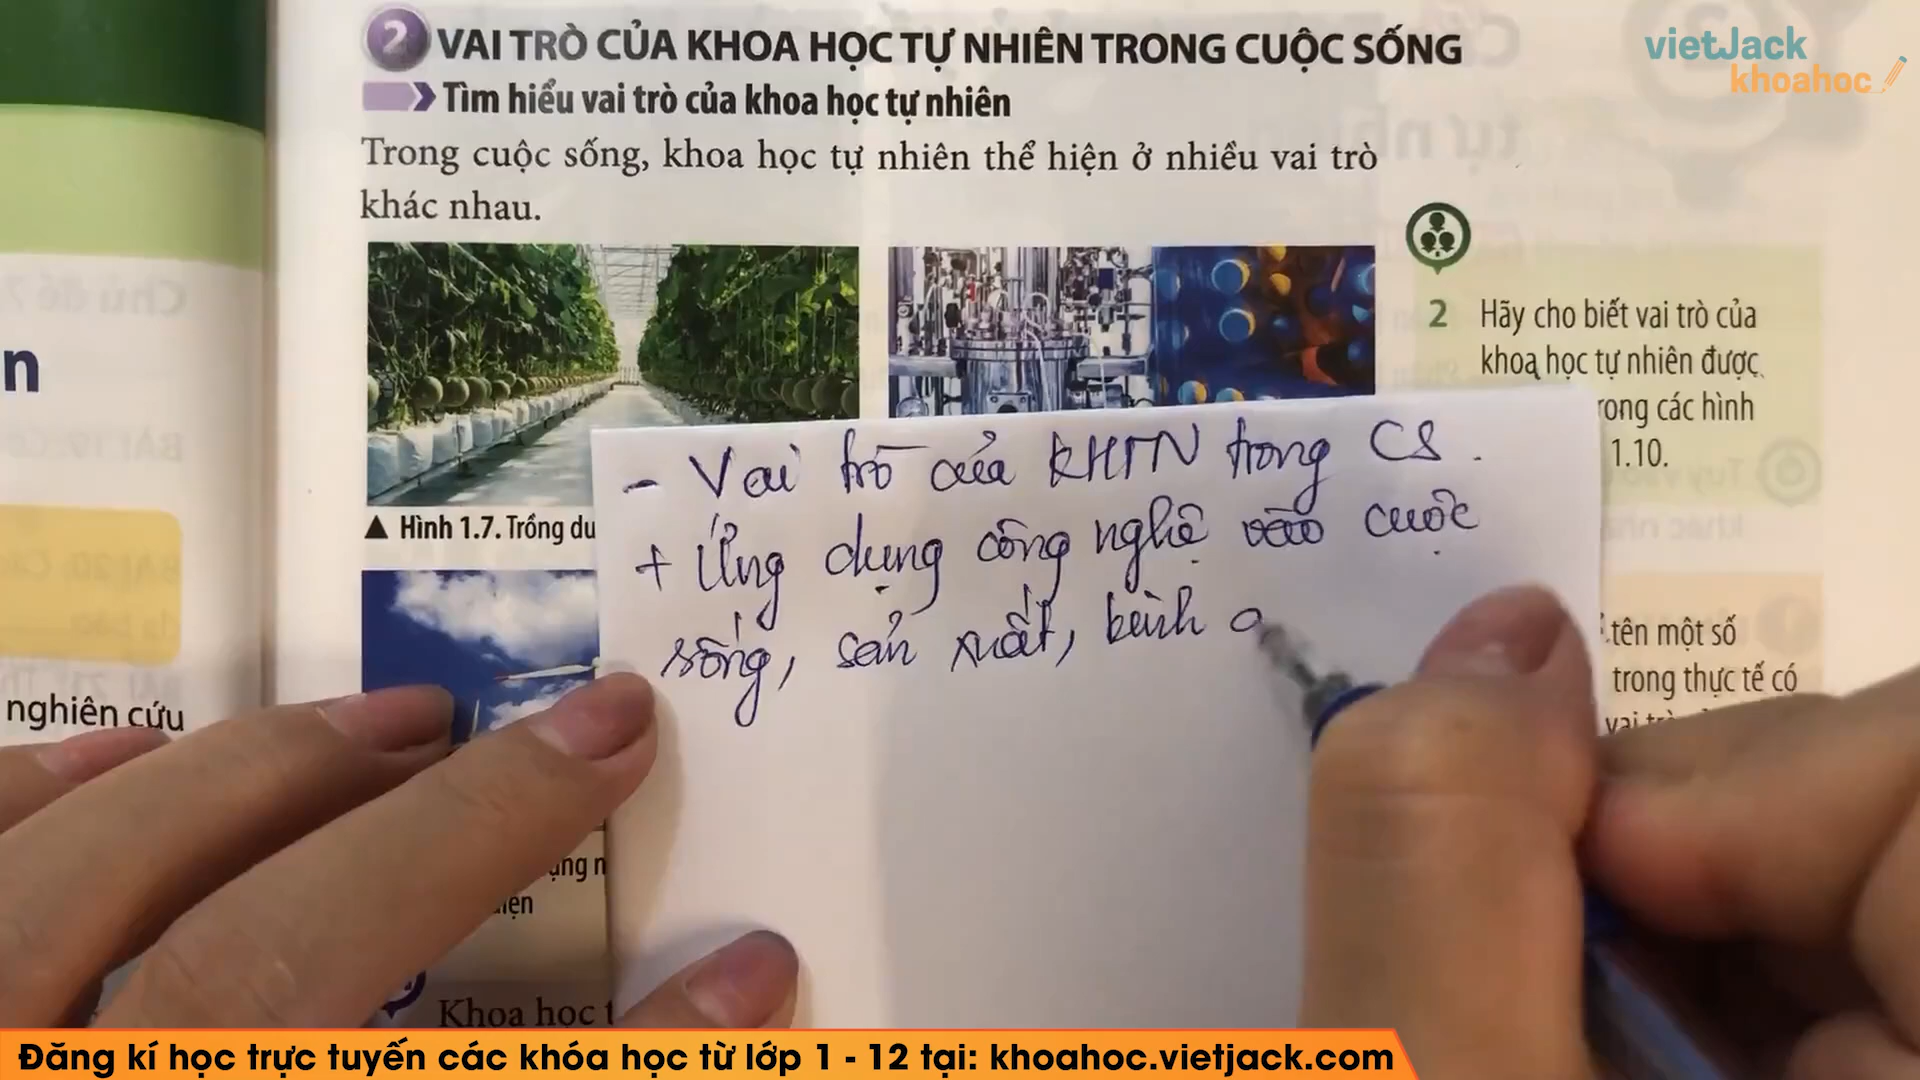 2 VAI TRÒ CỦA KHOA HỌC TỰ NHIÊN TRONG CUỘC SỐNG
Tìm hiểu vai trò của khoa học tự nhiên
Trong cuộc sống, khoa học tự nhiên thể hiện ở nhiều vai trò
khác nhau.
vietJack
khoahoc
n
nghiên cứu
2 Hãy cho biết vai trò của
khoa học tự nhiên được
rong các hình
1.10.
▲ Hình 1.7. Trồng du
- Vai trò của KHTN trong CS.
+ Ứng dụng công nghệ vào cuộc
sống, sản xuất, kinh
tên một số
trong thực tế có
vai trò
ụng n
điện
Khoa học t
Đăng kí học trực tuyến các khóa học từ lớp 1 - 12 tại: khoahoc.vietjack.com